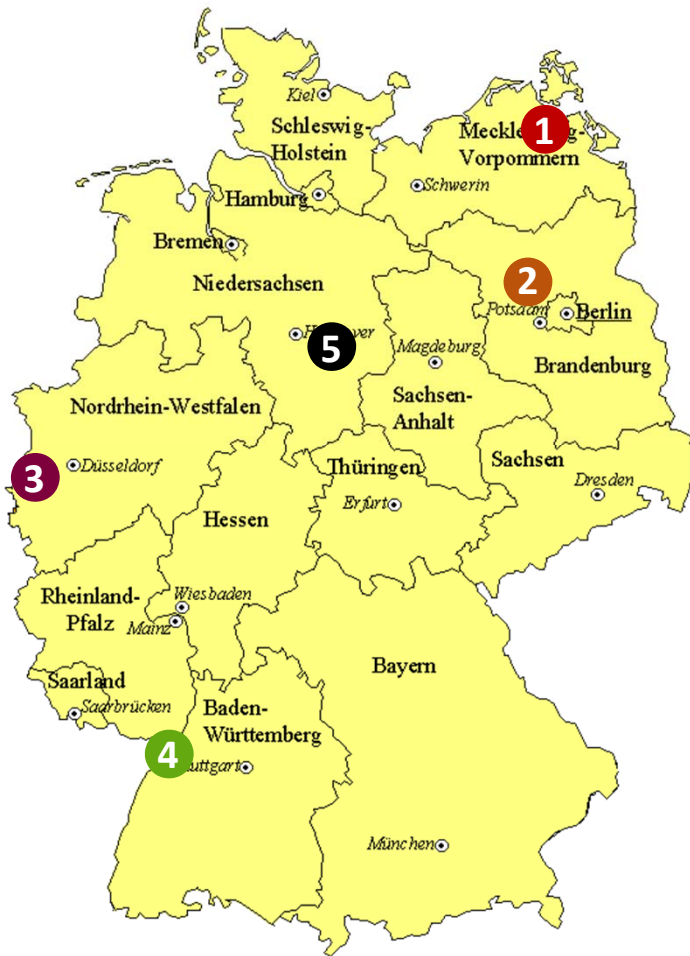 Kiel
Schleswig-
Holstein
1
Vorpommern
Schwerin
Hamburg
Bremen
Niedersachsen
2
Potsdam
Berlin
5
Magdeburg
Brandenburg
Sachsen-
Anhalt
Nordrhein-Westfalen
3
Düsseldorf
Thüringen
Sachsen
Dresden
Erfurt
Hessen
Wiesbaden
Rheinland-
Pfalz
Mainz
Bayern
Saarland
Saarbrücken
Baden-
Württemberg
4
München